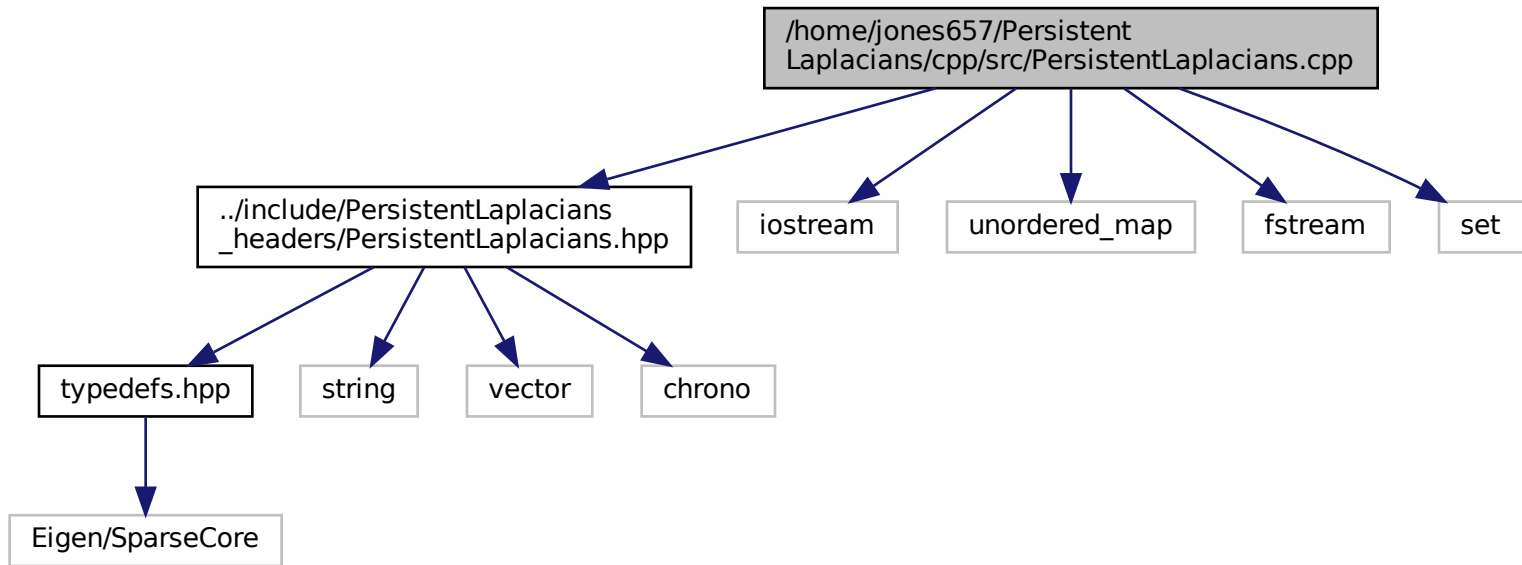 /home/jones657/Persistent
Laplacians/cpp/src/PersistentLaplacians.cpp
../include/PersistentLaplacians
_headers/PersistentLaplacians.hpp
iostream
unordered_map
fstream
set
typedefs.hpp
string
vector
chrono
Eigen/SparseCore